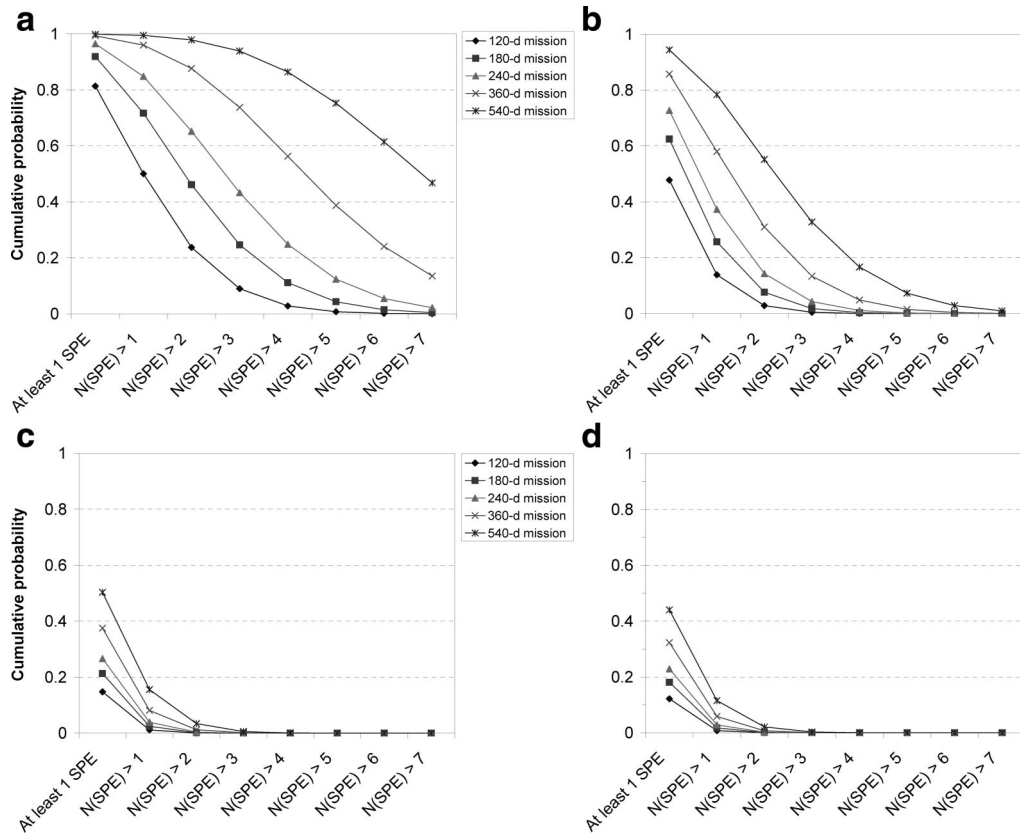 a
Cumulative probability
1
0.8
0.6
0.4
0.2
0
At least 1 SPE
N(SPE) > 1
N(SPE) > 2
N(SPE) > 3
N(SPE) > 4
N(SPE) > 5
N(SPE) > 6
N(SPE) > 7
120-d mission
180-d mission
240-d mission
360-d mission
540-d mission
b
1
0.8
0.6
0.4
0.2
0
At least 1 SPE
N(SPE) > 1
N(SPE) > 2
N(SPE) > 3
N(SPE) > 4
N(SPE) > 5
N(SPE) > 6
N(SPE) > 7
c
Cumulative probability
1
0.8
0.6
0.4
0.2
0
At least 1 SPE
N(SPE) > 1
N(SPE) > 2
N(SPE) > 3
N(SPE) > 4
N(SPE) > 5
N(SPE) > 6
N(SPE) > 7
120-d mission
180-d mission
240-d mission
360-d mission
540-d mission
d
1
0.8
0.6
0.4
0.2
0
At least 1 SPE
N(SPE) > 1
N(SPE) > 2
N(SPE) > 3
N(SPE) > 4
N(SPE) > 5
N(SPE) > 6
N(SPE) > 7